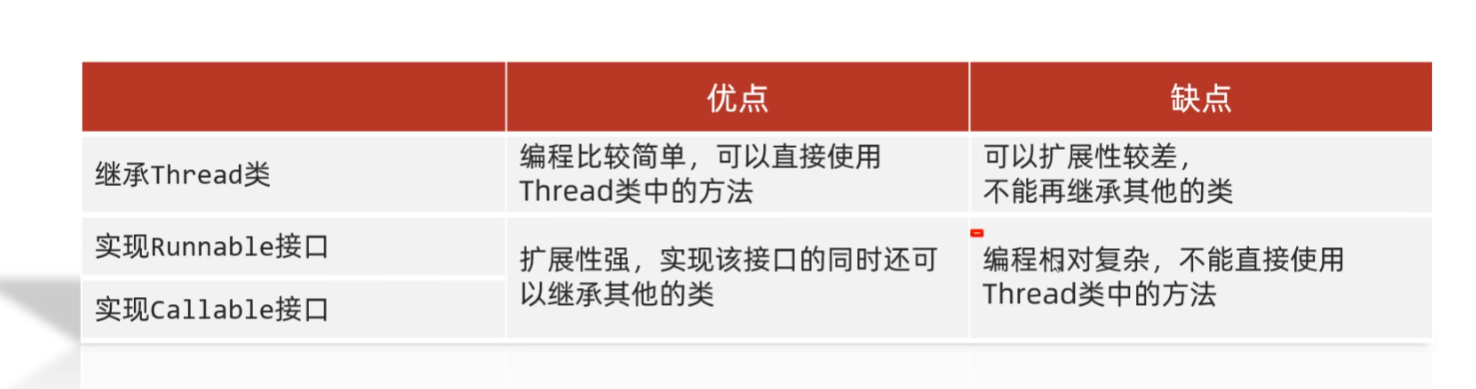 优点
缺点
继承Thread类
编程比较简单，可以直接使用
Thread类中的方法
可以扩展性较差，
不能再继承其他的类
实现Runnable接口
实现Callable接口
扩展性强，实现该接口的同时还可
以继承其他的类
编程相对复杂，不能直接使用
Thread类中的方法